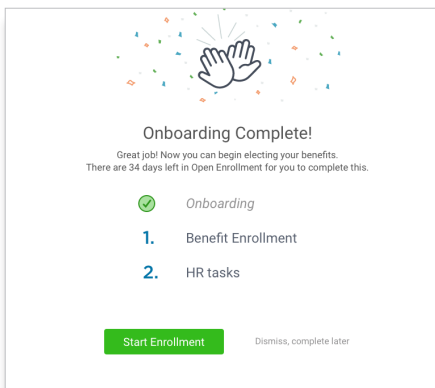 Onboarding Complete!
Great job! Now you can begin electing your benefits.
There are 34 days left in Open Enrollment for you to complete this.
Onboarding
1. Benefit Enrollment
2. HR tasks
Start Enrollment Dismiss, complete later